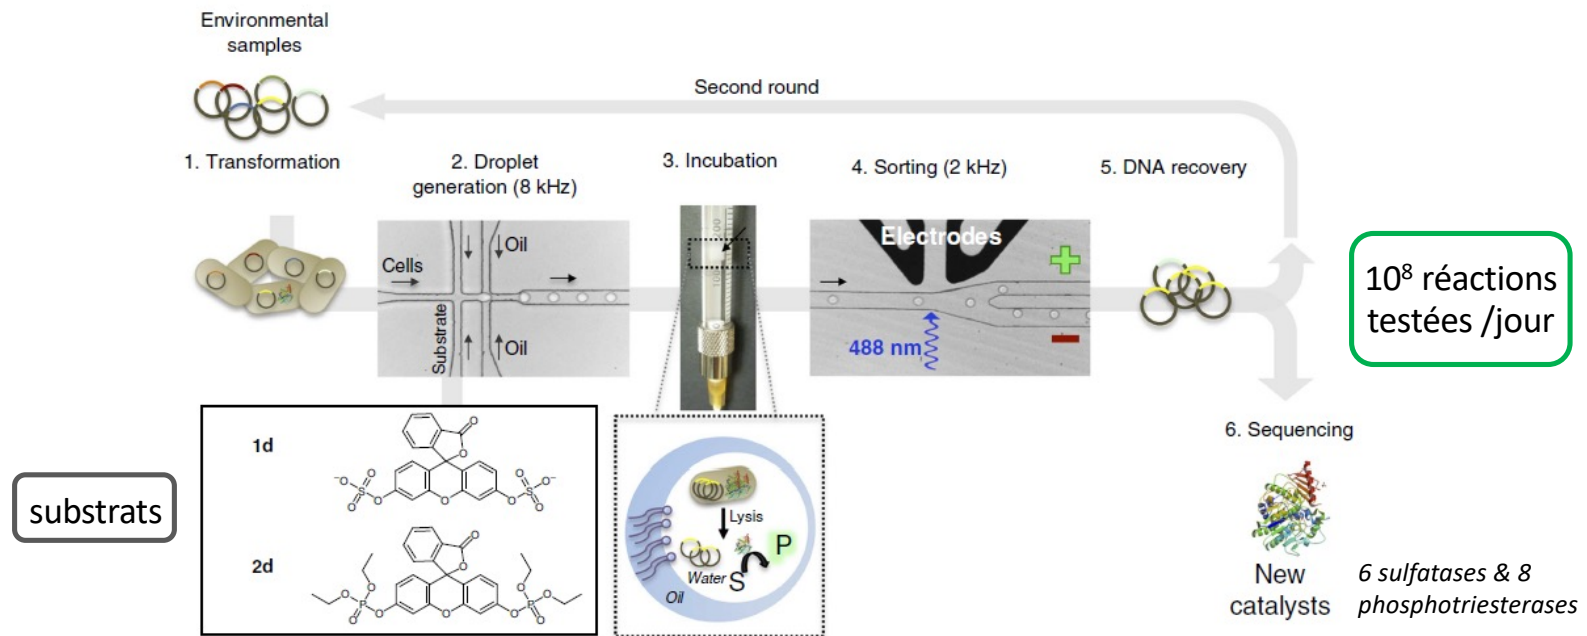 Environmental
samples
Second round
1. Transformation
2. Droplet
generation (8 kHz)
3. Incubation
4. Sorting (2 kHz)
5. DNA recovery
Cells
Oil
Substrate
Oil
200
Electrodes
488 nm
10⁸ réactions
testées /jour
substrats
1d
O
O
O
O
O
O
S
O⁻
⁻O
S
O
O
O
O
2d
O
O
O
O
O
P
O
O
O
O
O
P
O
O
Lysis
P
Water
S
Oil
6. Sequencing
New
catalysts
6 sulfatases & 8
phosphotriesterases